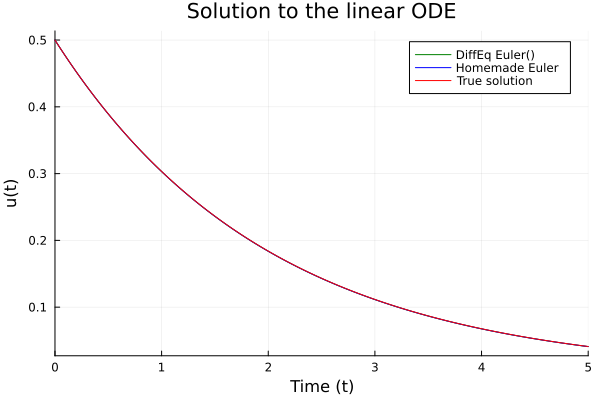 Solution to the linear ODE
DiffEq Euler()
Homemade Euler
True solution
u(t)
0.5
0.4
0.3
0.2
0.1
0 1 2 3 4 5
Time (t)